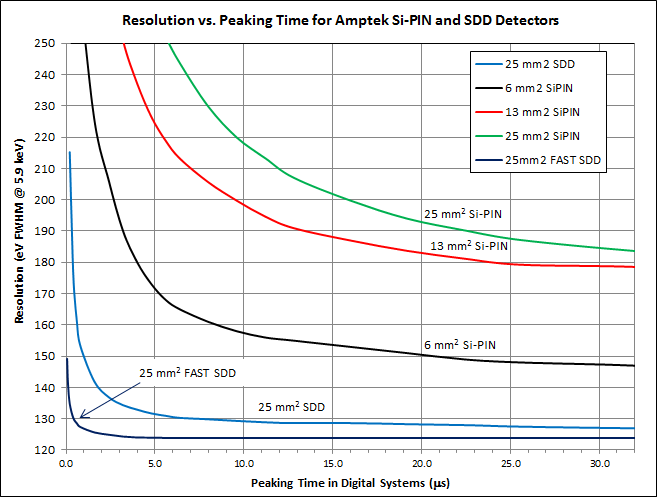 Resolution vs. Peaking Time for Amptek Si-PIN and SDD Detectors
Resolution (eV FWHM @ 5.9 keV)
250
240
230
220
210
200
190
180
170
160
150
140
130
120
25 mm2 SDD
6 mm2 SiPIN
13 mm2 SiPIN
25 mm2 SiPIN
25mm2 FAST SDD
25 mm² Si-PIN
13 mm² Si-PIN
6 mm² Si-PIN
25 mm² FAST SDD
25 mm² SDD
0.0 5.0 10.0 15.0 20.0 25.0 30.0
Peaking Time in Digital Systems (µs)